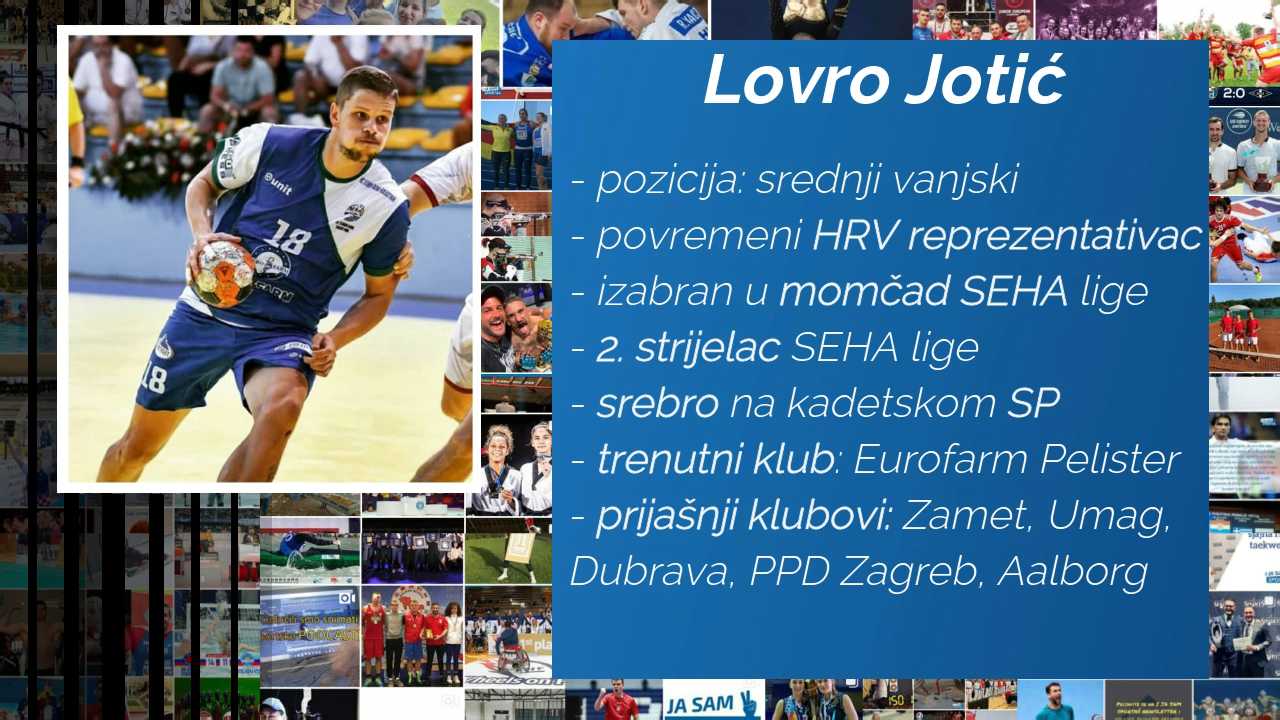 Lovro Jotić
- pozicija: srednji vanjski
- povremeni HRV reprezentativac
- izabran u momčad SEHA lige
- 2. strijelac SEHA lige
- srebro na kadetskom SP
- trenutni klub: Eurofarm Pelister
- prijašnji klubovi: Zamet, Umag,
Dubrava, PPD Zagreb, Aalborg
@unit
18
18
2:0
PODCAST
JA SAM
150